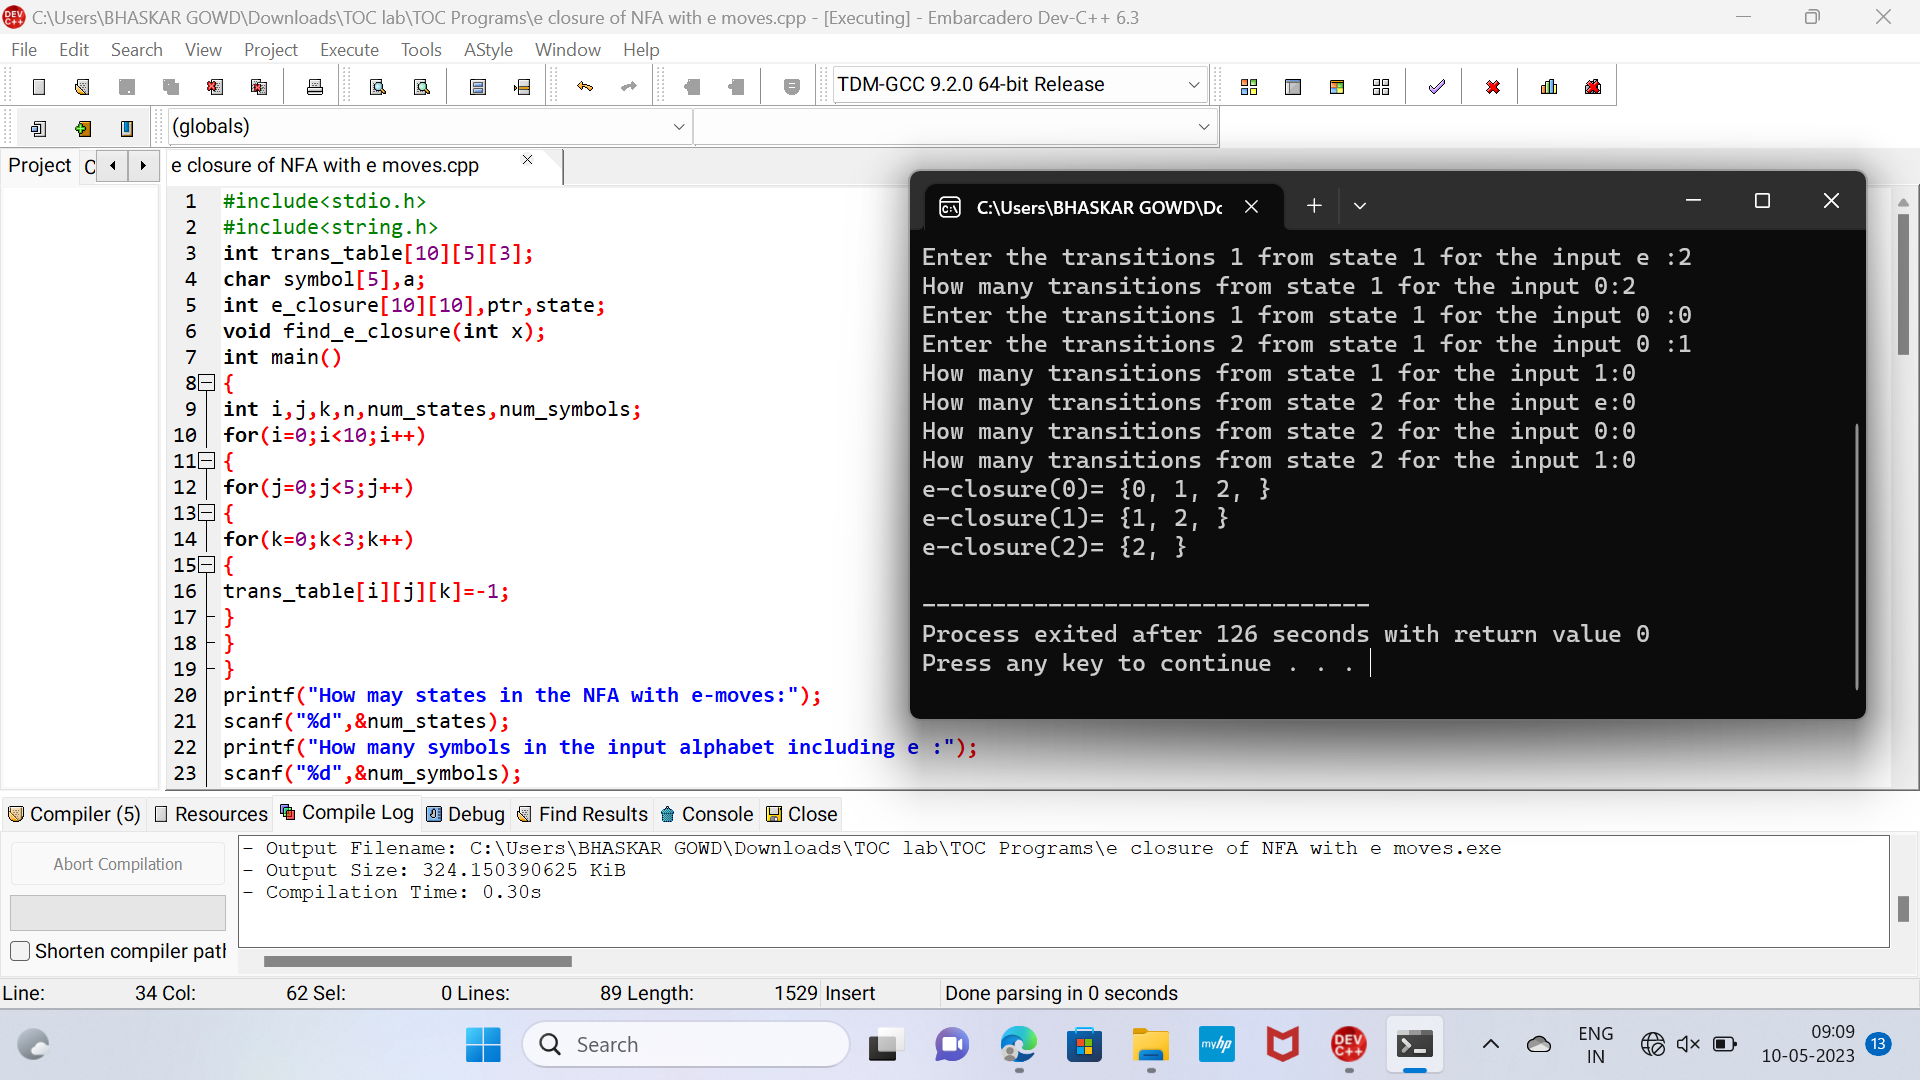 C:\Users\BHASKAR GOWD\Downloads\TOC lab\TOC Programs\e closure of NFA with e moves.cpp - [Executing] - Embarcadero Dev-C++ 6.3
File Edit Search View Project Execute Tools AStyle Window Help
TDM-GCC 9.2.0 64-bit Release
(globals)
Project
e closure of NFA with e moves.cpp
1 #include<stdio.h>
2 #include<string.h>
3 int trans_table[10][5][3];
4 char symbol[5],a;
5 int e_closure[10][10],ptr,state;
6 void find_e_closure(int x);
7 int main()
8 {
9 int i,j,k,n,num_states,num_symbols;
10 for(i=0;i<10;i++)
11 {
12 for(j=0;j<5;j++)
13 {
14 for(k=0;k<3;k++)
15 {
16 trans_table[i][j][k]=-1;
17 }
18 }
19 }
20 printf("How may states in the NFA with e-moves:");
21 scanf("%d",&num_states);
22 printf("How many symbols in the input alphabet including e :");
23 scanf("%d",&num_symbols);
C:\Users\BHASKAR GOWD\Dc
Enter the transitions 1 from state 1 for the input e :2
How many transitions from state 1 for the input 0:2
Enter the transitions 1 from state 1 for the input 0 :0
Enter the transitions 2 from state 1 for the input 0 :1
How many transitions from state 1 for the input 1:0
How many transitions from state 2 for the input e:0
How many transitions from state 2 for the input 0:0
How many transitions from state 2 for the input 1:0
e-closure(0)= {0, 1, 2, }
e-closure(1)= {1, 2, }
e-closure(2)= {2, }
--------------------------------
Process exited after 126 seconds with return value 0
Press any key to continue . . .
Compiler (5) Resources Compile Log Debug Find Results Console Close
Abort Compilation
Shorten compiler path
- Output Filename: C:\Users\BHASKAR GOWD\Downloads\TOC lab\TOC Programs\e closure of NFA with e moves.exe
- Output Size: 324.150390625 KiB
- Compilation Time: 0.30s
Line: 34 Col: 62 Sel: 0 Lines: 89 Length: 1529 Insert Done parsing in 0 seconds
Search
myhp
DEV C++
ENG
IN
09:09
10-05-2023
13